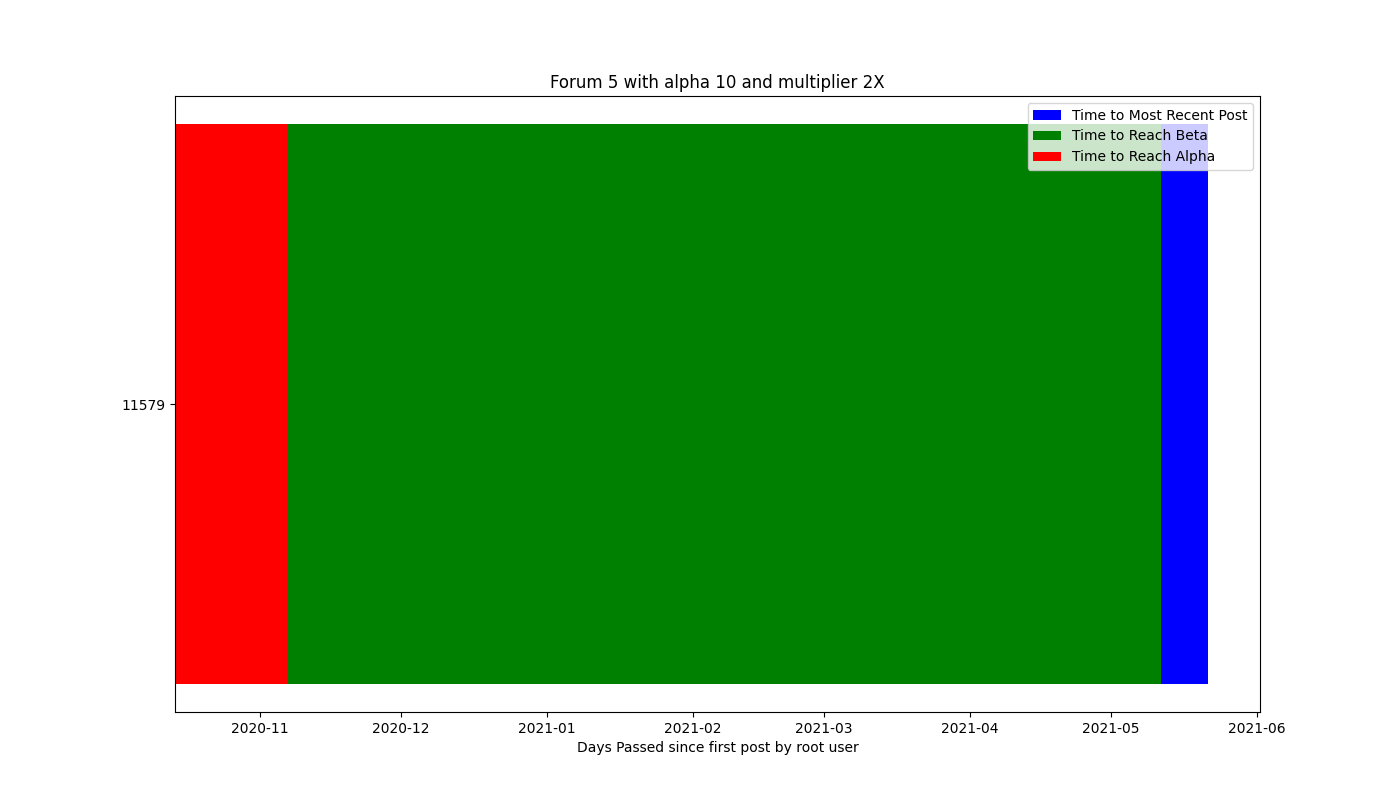 Forum 5 with alpha 10 and multiplier 2X
Time to Most Recent Post
Time to Reach Beta
Time to Reach Alpha
11579
2020-11 2020-12 2021-01 2021-02 2021-03 2021-04 2021-05 2021-06
Days Passed since first post by root user